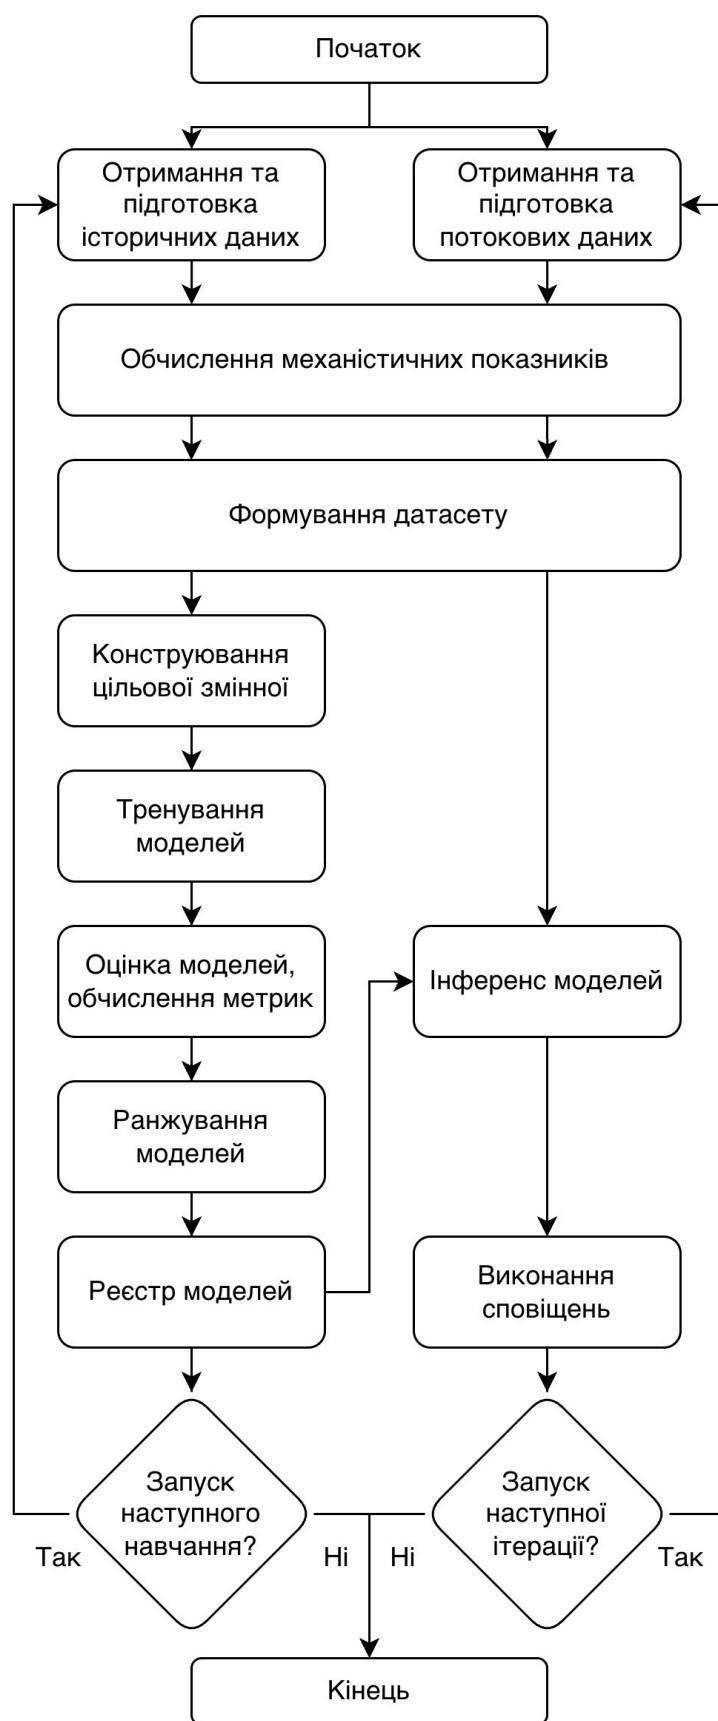 Початок
Отримання та
підготовка
історичних даних
Отримання та
підготовка
потокових даних
Обчислення механістичних показників
Формування датасету
Конструювання
цільової змінної
Тренування
моделей
Оцінка моделей,
обчислення метрик
Інференс моделей
Ранжування
моделей
Реєстр моделей
Виконання
сповіщень
Запуск
наступного
навчання?
Запуск
наступної
ітерації?
Так
Ні
Ні
Так
Кінець